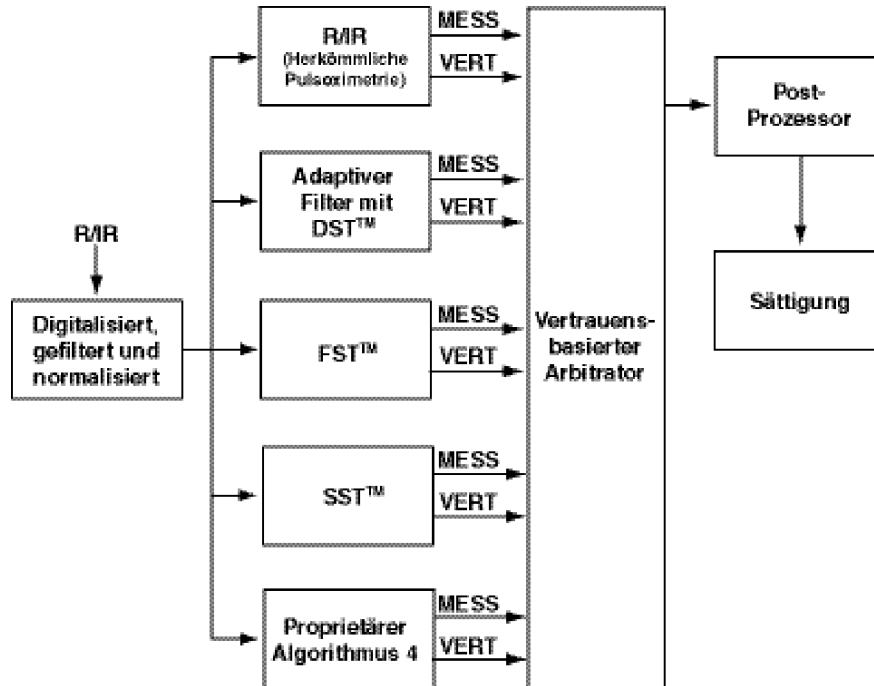 R/IR
Digitalisiert,
gefiltert und
normalisiert
R/IR
(Herkömmliche
Pulsoximetrie)
MESS
VERT
Adaptiver
Filter mit
DST™
MESS
VERT
FST™
MESS
VERT
SST™
MESS
VERT
Proprietärer
Algorithmus 4
MESS
VERT
Vertrauens-
basierter
Arbitrator
Post-
Prozessor
Sättigung